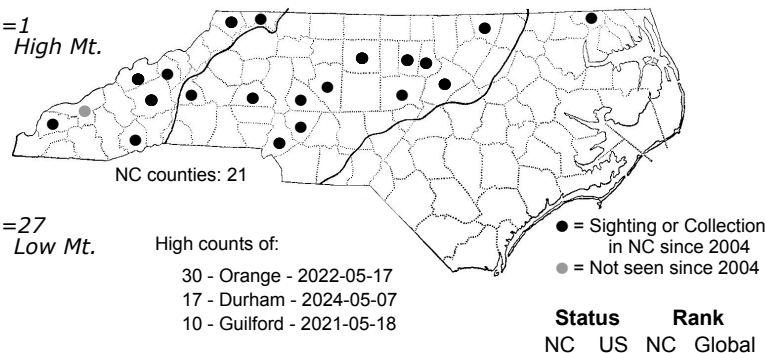 =1
High Mt.
NC counties: 21
=27
Low Mt.
High counts of:
30 - Orange - 2022-05-17
17 - Durham - 2024-05-07
10 - Guilford - 2021-05-18
● = Sighting or Collection
in NC since 2004
● = Not seen since 2004
Status Rank
NC US NC Global